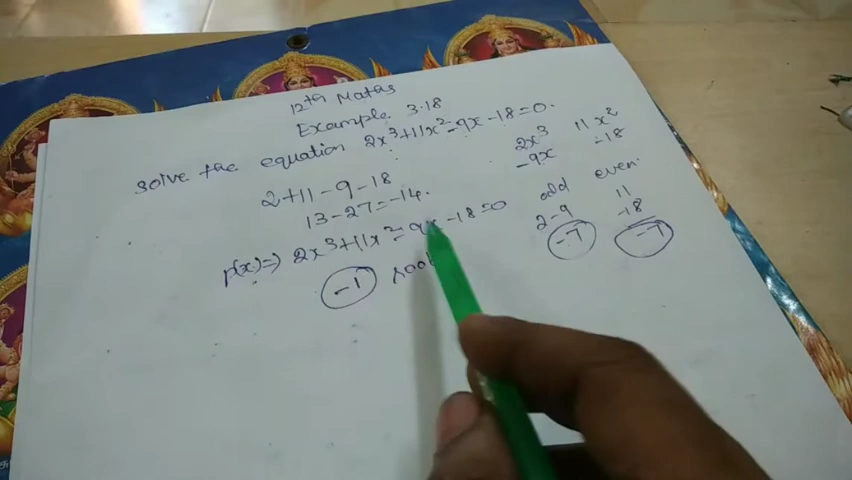 12th Maths
Example 3.18
Solve the equation 2x³+11x²-9x-18=0.
2+11-9-18
13-27=-14.
p(x)=> 2x³+11x²-9x-18=0
-1 root
2x³ 11x²
-9x -18
odd even.
2-9 11
-18
-7 -7